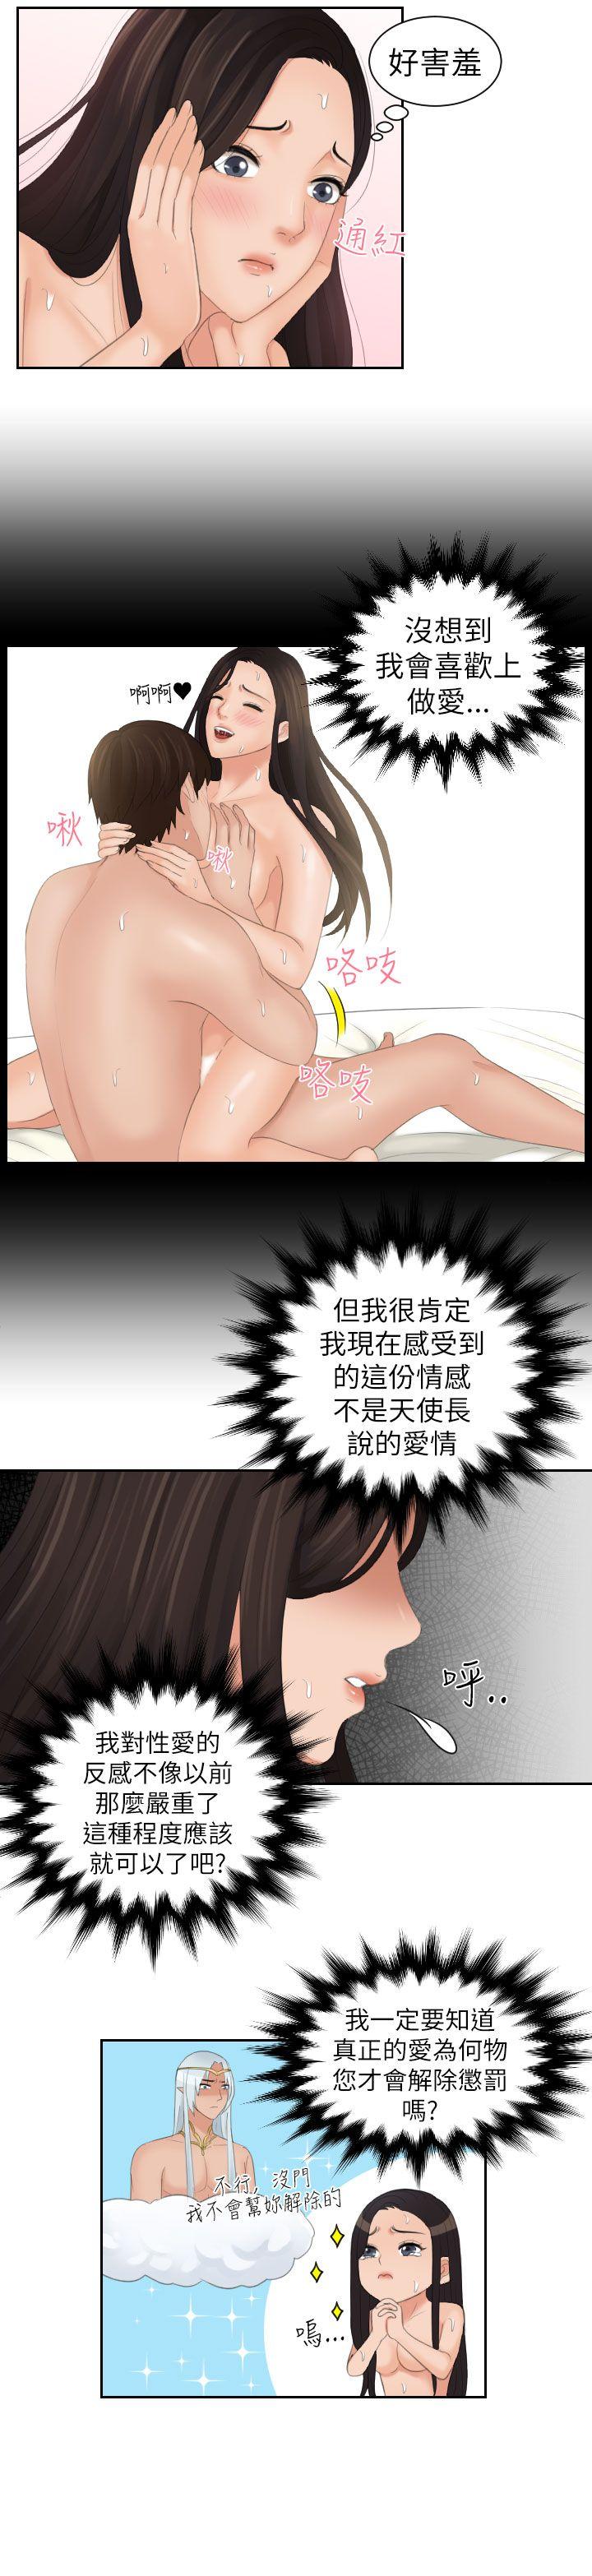 好害羞
通紅
沒想到
我會喜歡上
做愛...
啊啊♥
啾
啾
咯吱
咯吱
但我很肯定
我現在感受到
的這份情感
不是天使長
說的愛情
呼..
我對性愛的
反感不像以前
那麼嚴重了
這種程度應該
就可以了吧?
我一定要知道
真正的愛為何物
您才會解除懲罰
嗎?
不行, 沒門
我不會幫妳解除的
嗚...